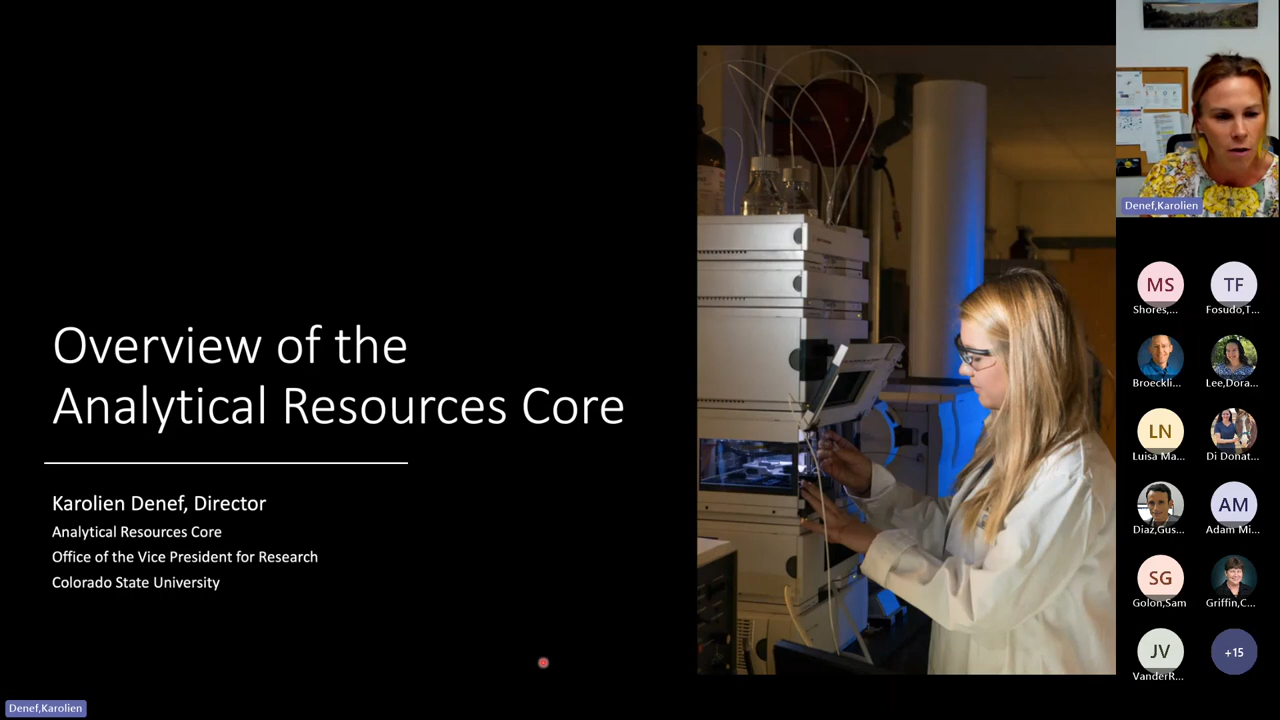 Overview of the
Analytical Resources Core
Karolien Denef, Director
Analytical Resources Core
Office of the Vice President for Research
Colorado State University
Denef,Karolien
MS
TF
Shores,...
Fosudo,T...
Broeckli...
Lee,Dora...
LN
Luisa Ma...
Di Donat...
AM
Diaz,Gus...
Adam Mi...
SG
Golon,Sam
Griffin,C...
JV
+15
VanderR...
Denef,Karolien